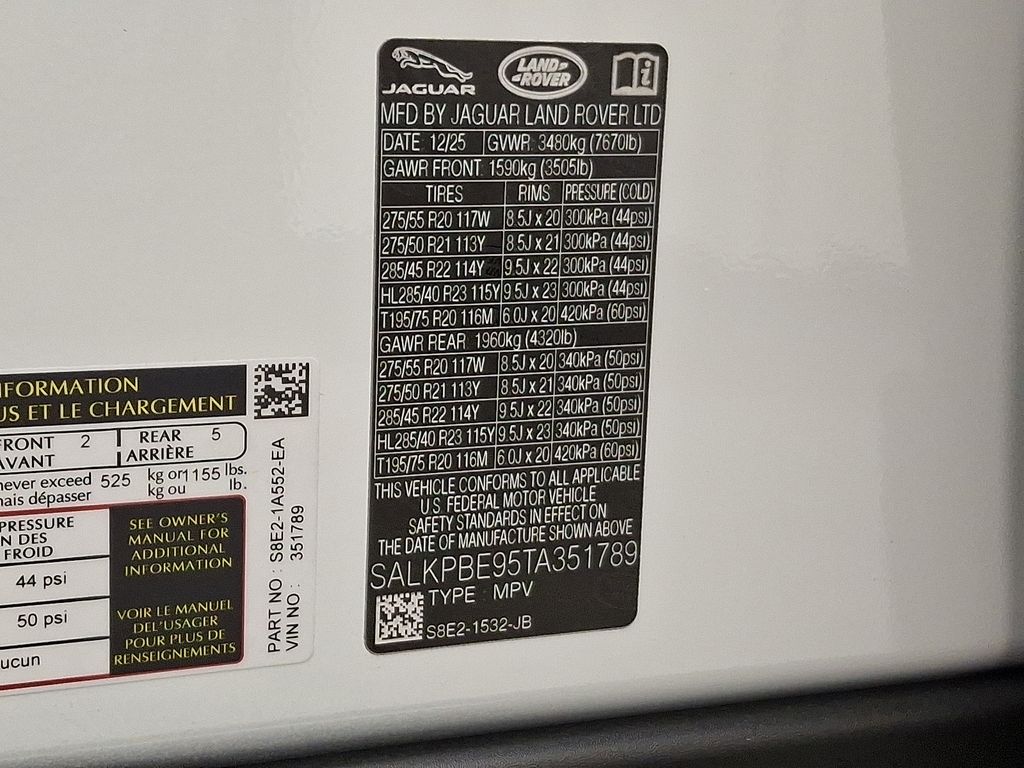 JAGUAR
LAND-
-ROVER
i
MFD BY JAGUAR LAND ROVER LTD
DATE 12/25 GVWR 3480kg (7670lb)
GAWR FRONT 1590kg (3505lb)
TIRES RIMS PRESSURE (COLD)
275/55 R20 117W 8.5J x 20 300kPa (44psi)
275/50 R21 113Y 8.5J x 21 300kPa (44psi)
285/45 R22 114Y 9.5J x 22 300kPa (44psi)
HL285/40 R23 115Y 9.5J x 23 300kPa (44psi)
T195/75 R20 116M 6.0J x 20 420kPa (60psi)
GAWR REAR 1960kg (4320lb)
275/55 R20 117W 8.5J x 20 340kPa (50psi)
275/50 R21 113Y 8.5J x 21 340kPa (50psi)
285/45 R22 114Y 9.5J x 22 340kPa (50psi)
HL285/40 R23 115Y 9.5J x 23 340kPa (50psi)
T195/75 R20 116M 6.0J x 20 420kPa (60psi)
THIS VEHICLE CONFORMS TO ALL APPLICABLE
U.S. FEDERAL MOTOR VEHICLE
SAFETY STANDARDS IN EFFECT ON
THE DATE OF MANUFACTURE SHOWN ABOVE
SALKPBE95TA351789
TYPE MPV
S8E2-1532-JB
NFORMATION
US ET LE CHARGEMENT
FRONT 2 REAR 5
AVANT ARRIÈRE
never exceed 525 kg or 1155 lbs.
mais dépasser kg ou lb.
PRESSURE
N DES
FROID
44 psi
50 psi
ucun
SEE OWNER'S
MANUAL FOR
ADDITIONAL
INFORMATION
VOIR LE MANUEL
DEL'USAGER
POUR PLUS DE
RENSEIGNEMENTS
PART NO : S8E2-1A552-EA
VIN NO : 351789